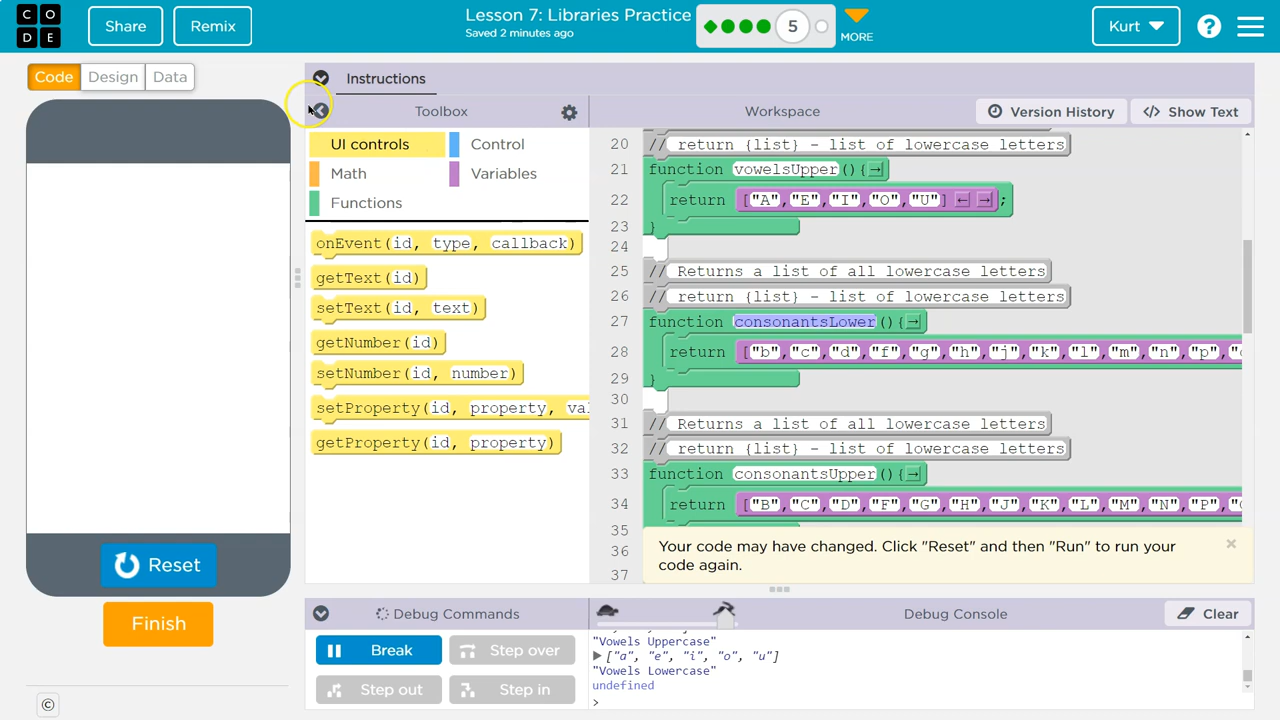 C O
D E
Share
Remix
Lesson 7: Libraries Practice
Saved 2 minutes ago
5
MORE
Kurt
?
Code
Design
Data
Instructions
Toolbox
Workspace
Version History
</> Show Text
UI controls
Control
Math
Variables
Functions
onEvent(id, type, callback)
getText(id)
setText(id, text)
getNumber(id)
setNumber(id, number)
setProperty(id, property, val
getProperty(id, property)
20 // return {list} - list of lowercase letters
21 function vowelsUpper(){
22 return ["A","E","I","O","U"];
23 }
24
25 // Returns a list of all lowercase letters
26 // return {list} - list of lowercase letters
27 function consonantsLower(){
28 return ["b","c","d","f","g","h","j","k","l","m","n","p",
29 }
30
31 // Returns a list of all lowercase letters
32 // return {list} - list of lowercase letters
33 function consonantsUpper(){
34 return ["B","C","D","F","G","H","J","K","L","M","N","P",
35
36
37
Your code may have changed. Click "Reset" and then "Run" to run your
code again.
×
Reset
Finish
©
Debug Commands
Break
Step over
Step out
Step in
Debug Console
Clear
"Vowels Uppercase"
["a", "e", "i", "o", "u"]
"Vowels Lowercase"
undefined
>